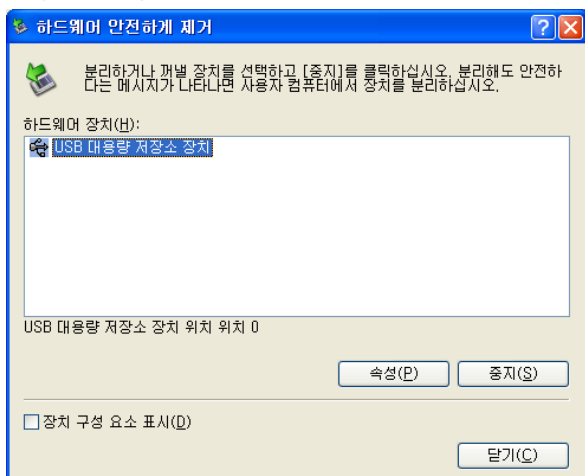 하드웨어 안전하게 제거
분리하거나 꺼낼 장치를 선택하고 [중지]를 클릭하십시오. 분리해도 안전하
다는 메시지가 나타나면 사용자 컴퓨터에서 장치를 분리하십시오.
하드웨어 장치(H):
USB 대용량 저장소 장치
USB 대용량 저장소 장치 위치 위치 0
속성(P)
중지(S)
장치 구성 요소 표시(D)
닫기(C)